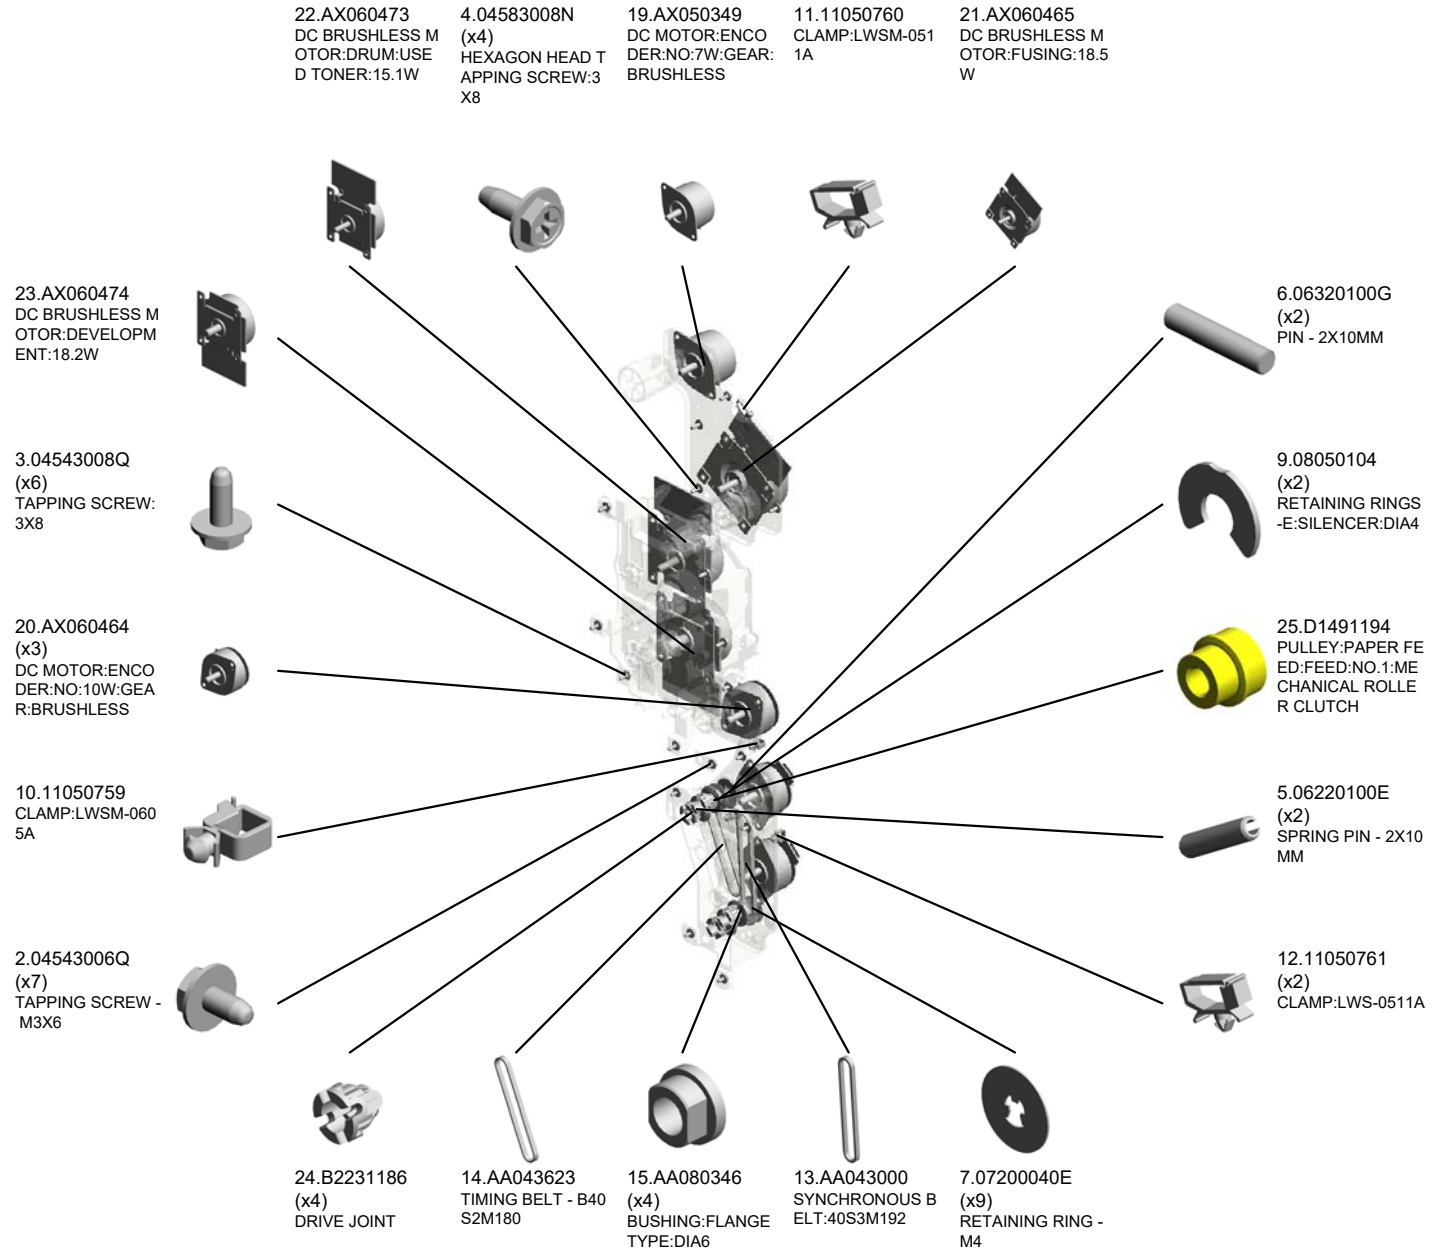 22.AX060473
DC BRUSHLESS M
OTOR:DRUM:USE
D TONER:15.1W
4.04583008N
(x4)
HEXAGON HEAD T
APPING SCREW:3
X8
19.AX050349
DC MOTOR:ENCO
DER:NO:7W:GEAR:
BRUSHLESS
11.11050760
CLAMP:LWSM-051
1A
21.AX060465
DC BRUSHLESS M
OTOR:FUSING:18.5
W
23.AX060474
DC BRUSHLESS M
OTOR:DEVELOPM
ENT:18.2W
6.06320100G
(x2)
PIN - 2X10MM
3.04543008Q
(x6)
TAPPING SCREW:
3X8
9.08050104
(x2)
RETAINING RINGS
-E:SILENCER:DIA4
20.AX060464
(x3)
DC MOTOR:ENCO
DER:NO:10W:GEA
R:BRUSHLESS
25.D1491194
PULLEY:PAPER FE
ED:FEED:NO.1:ME
CHANICAL ROLLE
R CLUTCH
10.11050759
CLAMP:LWSM-060
5A
5.06220100E
(x2)
SPRING PIN - 2X10
MM
2.04543006Q
(x7)
TAPPING SCREW -
M3X6
12.11050761
(x2)
CLAMP:LWS-0511A
24.B2231186
(x4)
DRIVE JOINT
14.AA043623
TIMING BELT - B40
S2M180
15.AA080346
(x4)
BUSHING:FLANGE
TYPE:DIA6
13.AA043000
SYNCHRONOUS B
ELT:40S3M192
7.07200040E
(x9)
RETAINING RING -
M4